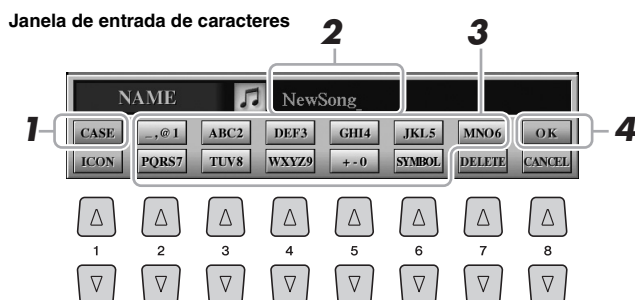 Janela de entrada de caracteres
2 3
NAME NewSong_
1 CASE _,@1 ABC2 DEF3 GHI4 JKL5 MNO6 OK 4
ICON PQRS7 TUV8 WXYZ9 +-0 SYMBOL DELETE CANCEL
1 2 3 4 5 6 7 8